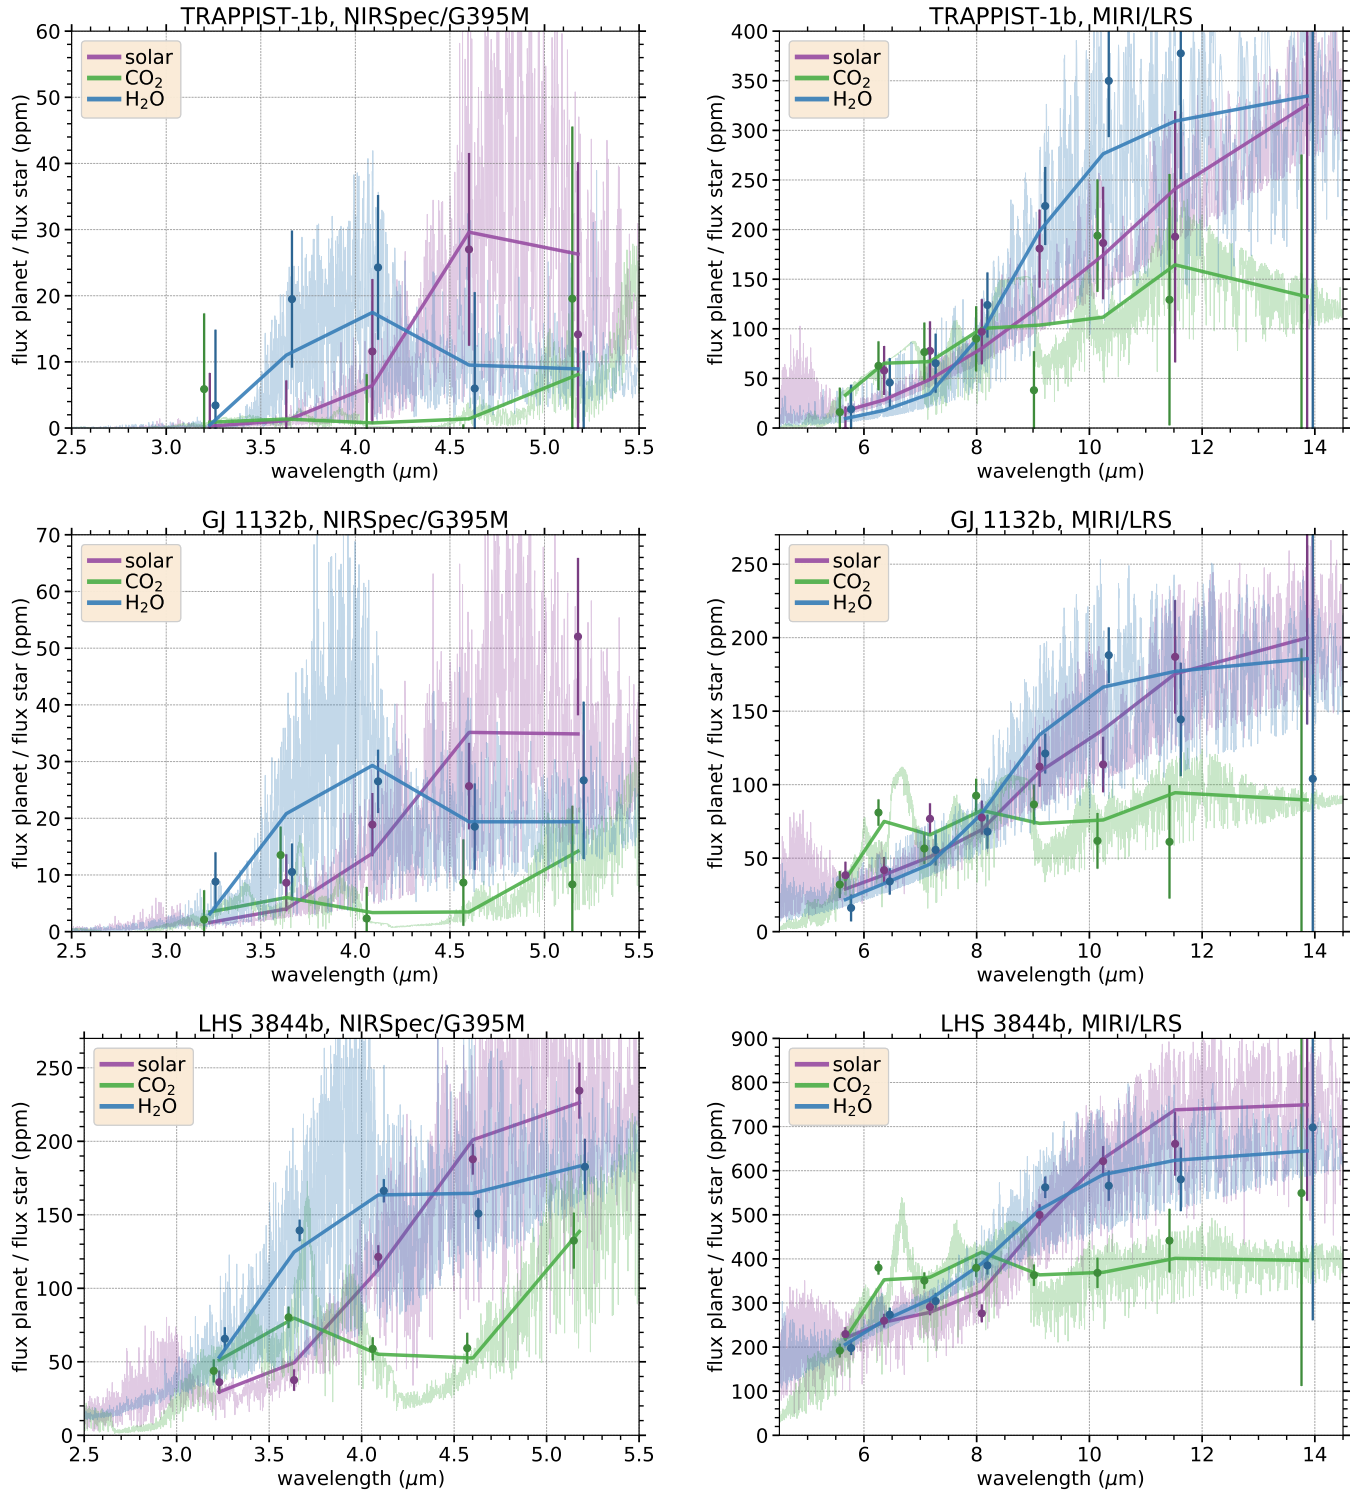 TRAPPIST-1b, NIRSpec/G395M
60
50
40
30
20
10
0
flux planet / flux star (ppm)
solar
CO₂
H₂O
2.5 3.0 3.5 4.0 4.5 5.0 5.5
wavelength (μm)
TRAPPIST-1b, MIRI/LRS
400
350
300
250
200
150
100
50
0
flux planet / flux star (ppm)
solar
CO₂
H₂O
6 8 10 12 14
wavelength (μm)
GJ 1132b, NIRSpec/G395M
70
60
50
40
30
20
10
0
flux planet / flux star (ppm)
solar
CO₂
H₂O
2.5 3.0 3.5 4.0 4.5 5.0 5.5
wavelength (μm)
GJ 1132b, MIRI/LRS
250
200
150
100
50
0
flux planet / flux star (ppm)
solar
CO₂
H₂O
6 8 10 12 14
wavelength (μm)
LHS 3844b, NIRSpec/G395M
250
200
150
100
50
0
flux planet / flux star (ppm)
solar
CO₂
H₂O
2.5 3.0 3.5 4.0 4.5 5.0 5.5
wavelength (μm)
LHS 3844b, MIRI/LRS
900
800
700
600
500
400
300
200
100
0
flux planet / flux star (ppm)
solar
CO₂
H₂O
6 8 10 12 14
wavelength (μm)